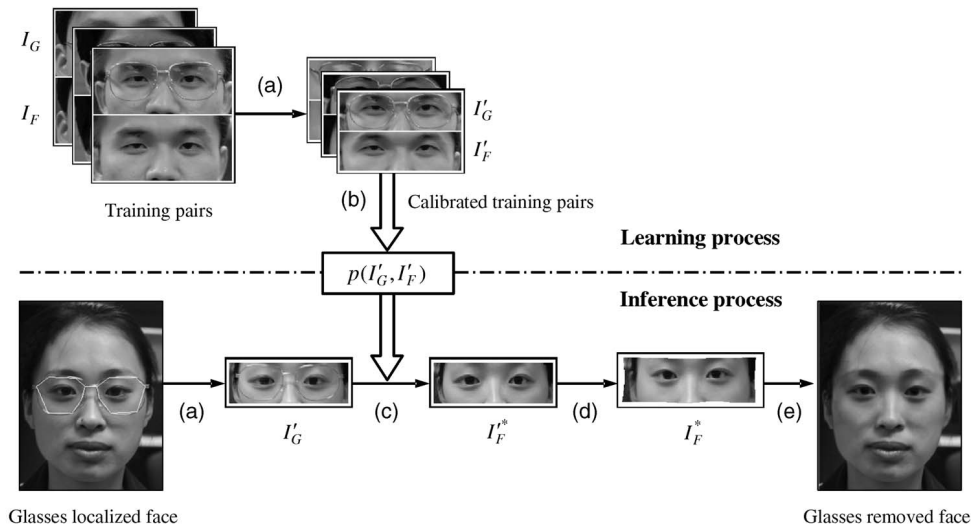 I_G
I_F
(a)
I'_G
I'_F
Training pairs
(b)
Calibrated training pairs
Learning process
p(I'_G, I'_F)
Inference process
(a)
(c)
(d)
(e)
I'_G
I'^*_F
I^*_F
Glasses localized face
Glasses removed face